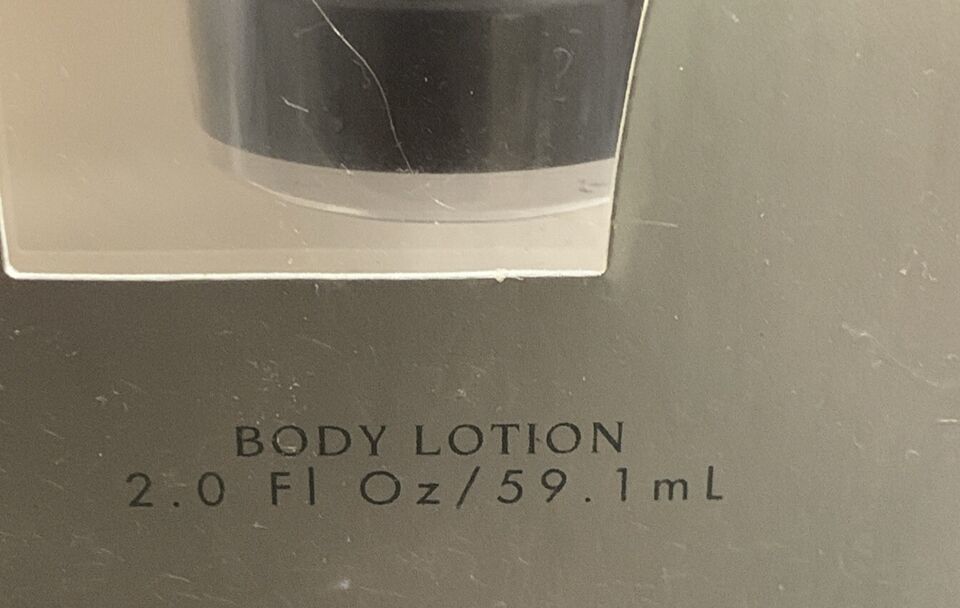 BODY LOTION
2.0 Fl Oz/59.1mL